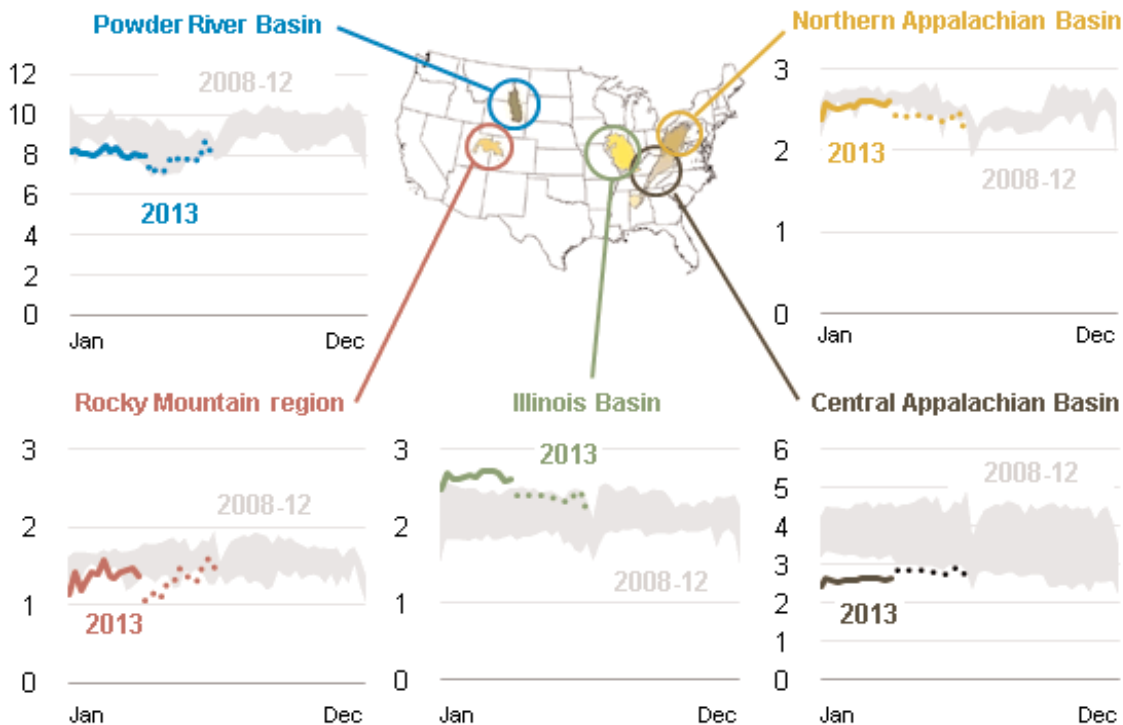 Powder River Basin
Northern Appalachian Basin
12
10
8
6
4
2
0
2008-12
2013
Jan
Dec
3
2
1
0
2013
2008-12
Jan
Dec
Rocky Mountain region
Illinois Basin
Central Appalachian Basin
3
2
1
0
2008-12
2013
Jan
Dec
3
2
1
0
2013
2008-12
Jan
Dec
6
5
4
3
2
1
0
2008-12
2013
Jan
Dec